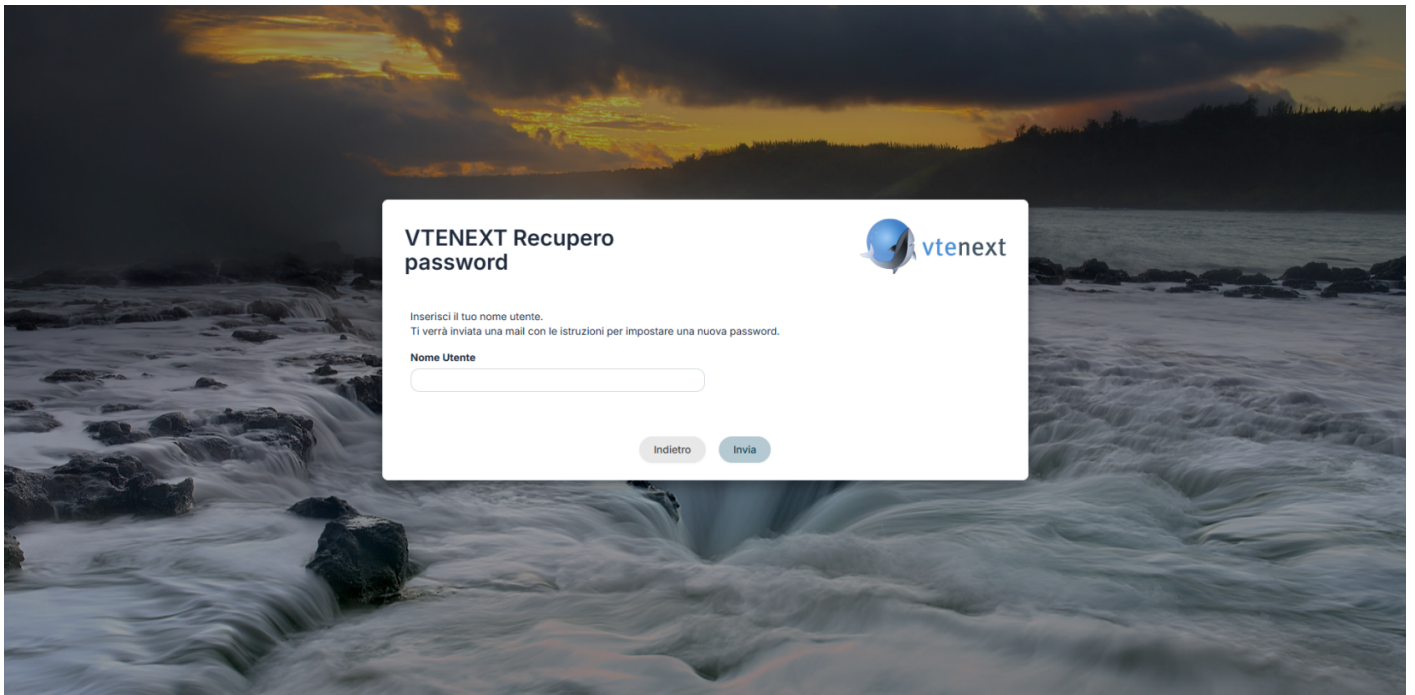 VTENEXT Recupero
password
vtenext
Inserisci il tuo nome utente.
Ti verrà inviata una mail con le istruzioni per impostare una nuova password.
Nome Utente
Indietro
Invia